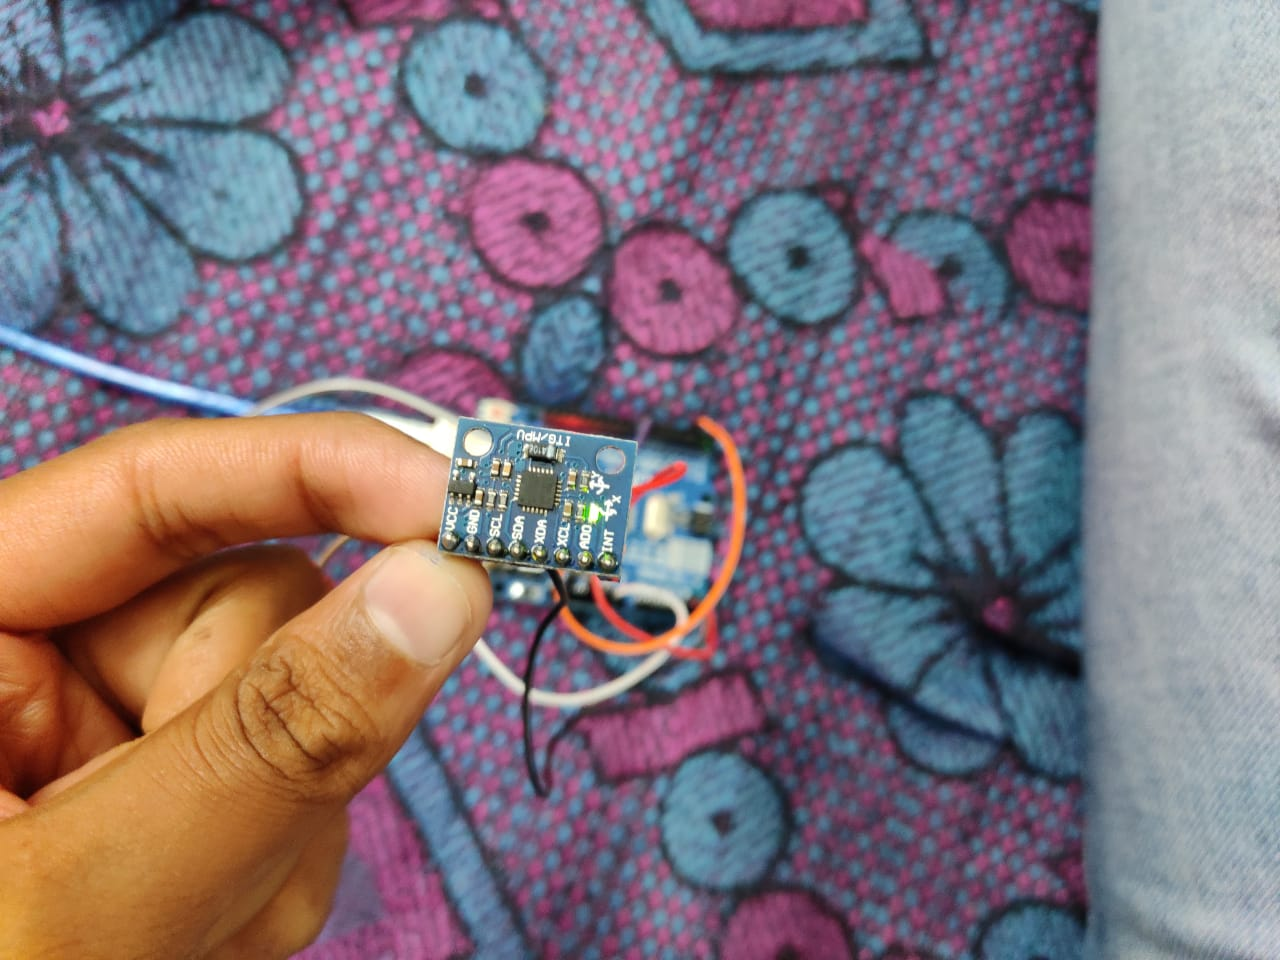 ITG/MPU
Y
X
VCC
GND
SCL
SDA
XDA
XCL
ADO
INT